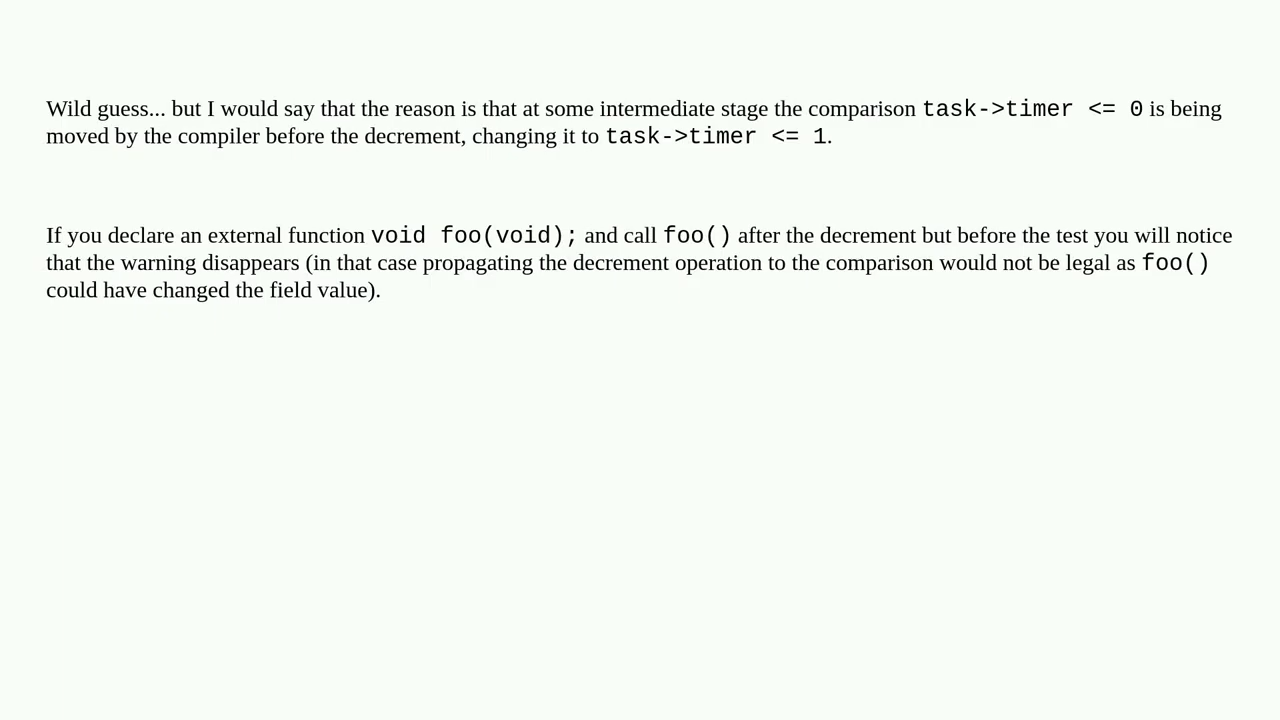 Wild guess... but I would say that the reason is that at some intermediate stage the comparison task->timer <= 0 is being
moved by the compiler before the decrement, changing it to task->timer <= 1.
If you declare an external function void foo(void); and call foo() after the decrement but before the test you will notice
that the warning disappears (in that case propagating the decrement operation to the comparison would not be legal as foo()
could have changed the field value).